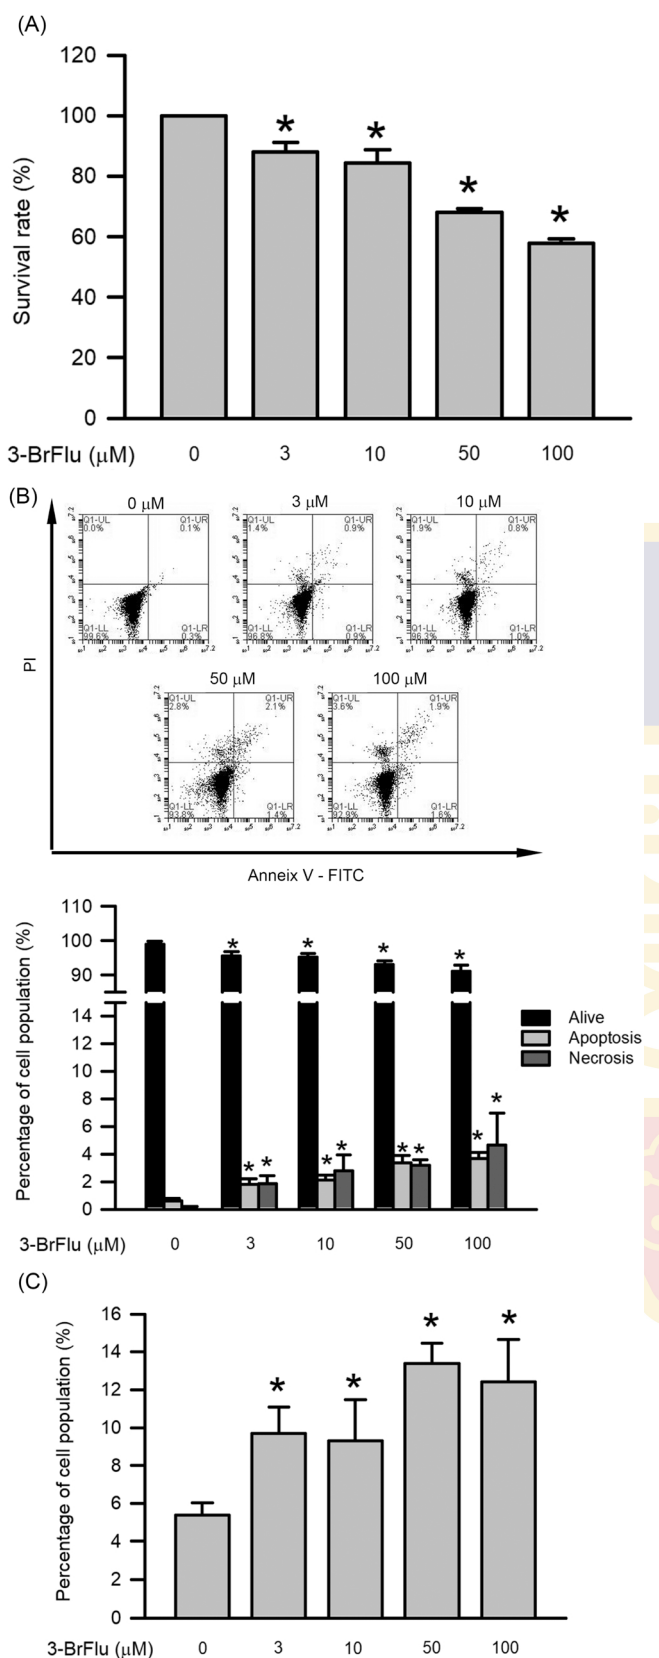 (A)
Survival rate (%)
120
100
80
60
40
20
0
* * * *
3-BrFlu (µM) 0 3 10 50 100
(B)
PI
0 µM 3 µM 10 µM
Q1-UL Q1-UR Q1-UL Q1-UR Q1-UL Q1-UR
0.0% 0.1% 1.4% 0.9% 1.9% 0.8%
Q1-LL Q1-LR Q1-LL Q1-LR Q1-LL Q1-LR
99.6% 0.3% 96.8% 0.9% 96.3% 1.0%
50 µM 100 µM
Q1-UL Q1-UR Q1-UL Q1-UR
2.8% 2.1% 3.6% 1.9%
Q1-LL Q1-LR Q1-LL Q1-LR
93.8% 1.4% 92.9% 1.6%
Anneix V - FITC
Percentage of cell population (%)
110
100
90
14
12
10
8
6
4
2
0
* * * *
* * * * * * * *
Alive
Apoptosis
Necrosis
3-BrFlu (µM) 0 3 10 50 100
(C)
Percentage of cell population (%)
16
14
12
10
8
6
4
2
0
* * * *
3-BrFlu (µM) 0 3 10 50 100